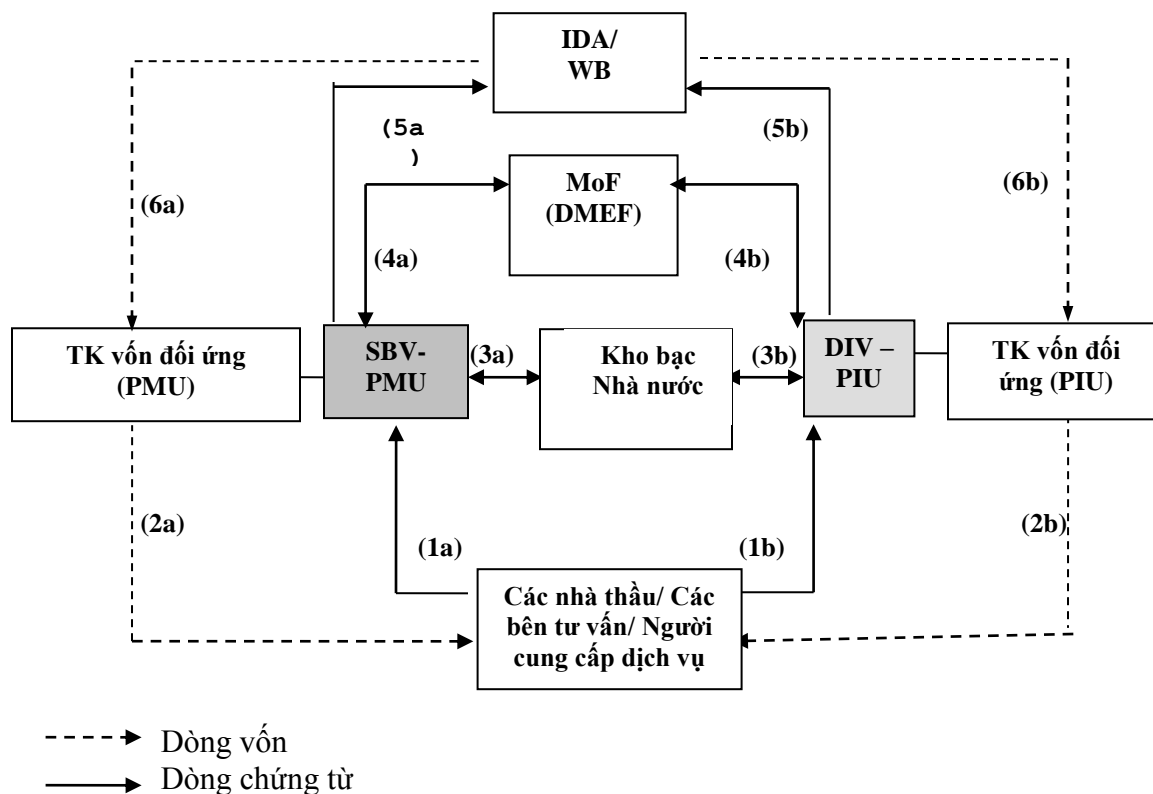 IDA/
WB
(5a
)
(5b)
MoF
(DMEF)
(6a)
(6b)
(4a)
(4b)
TK vốn đối ứng
(PMU)
SBV-
PMU
(3a)
Kho bạc
Nhà nước
(3b)
DIV –
PIU
TK vốn đối
ứng (PIU)
(2a)
(2b)
(1a)
(1b)
Các nhà thầu/ Các
bên tư vấn/ Người
cung cấp dịch vụ
Dòng vốn
Dòng chứng từ